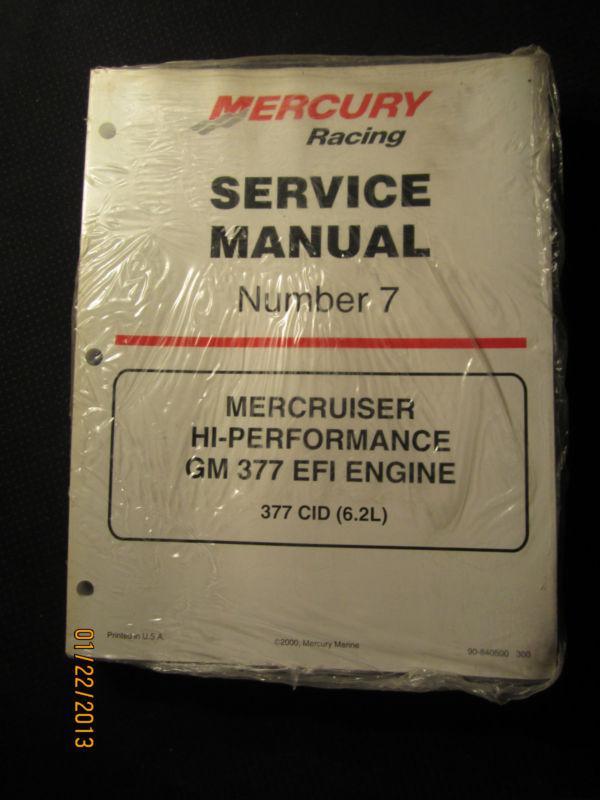 MERCURY
Racing
SERVICE
MANUAL
Number 7
MERCRUISER
HI-PERFORMANCE
GM 377 EFI ENGINE
377 CID (6.2L)
Printed in U.S.A.
©2000, Mercury Marine
90-840500 300
01/22/2013